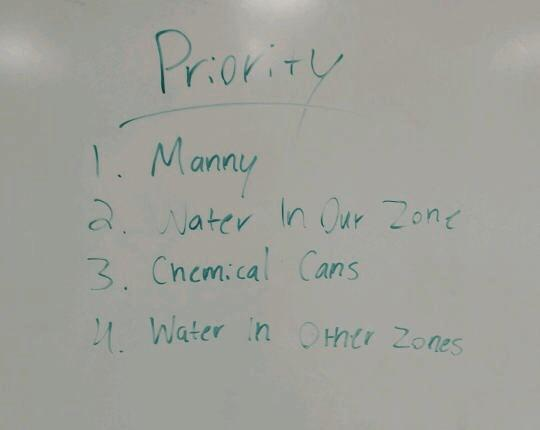 Priority
1. Manny
2. Water In Our Zone
3. Chemical Cans
4. Water in Other Zones